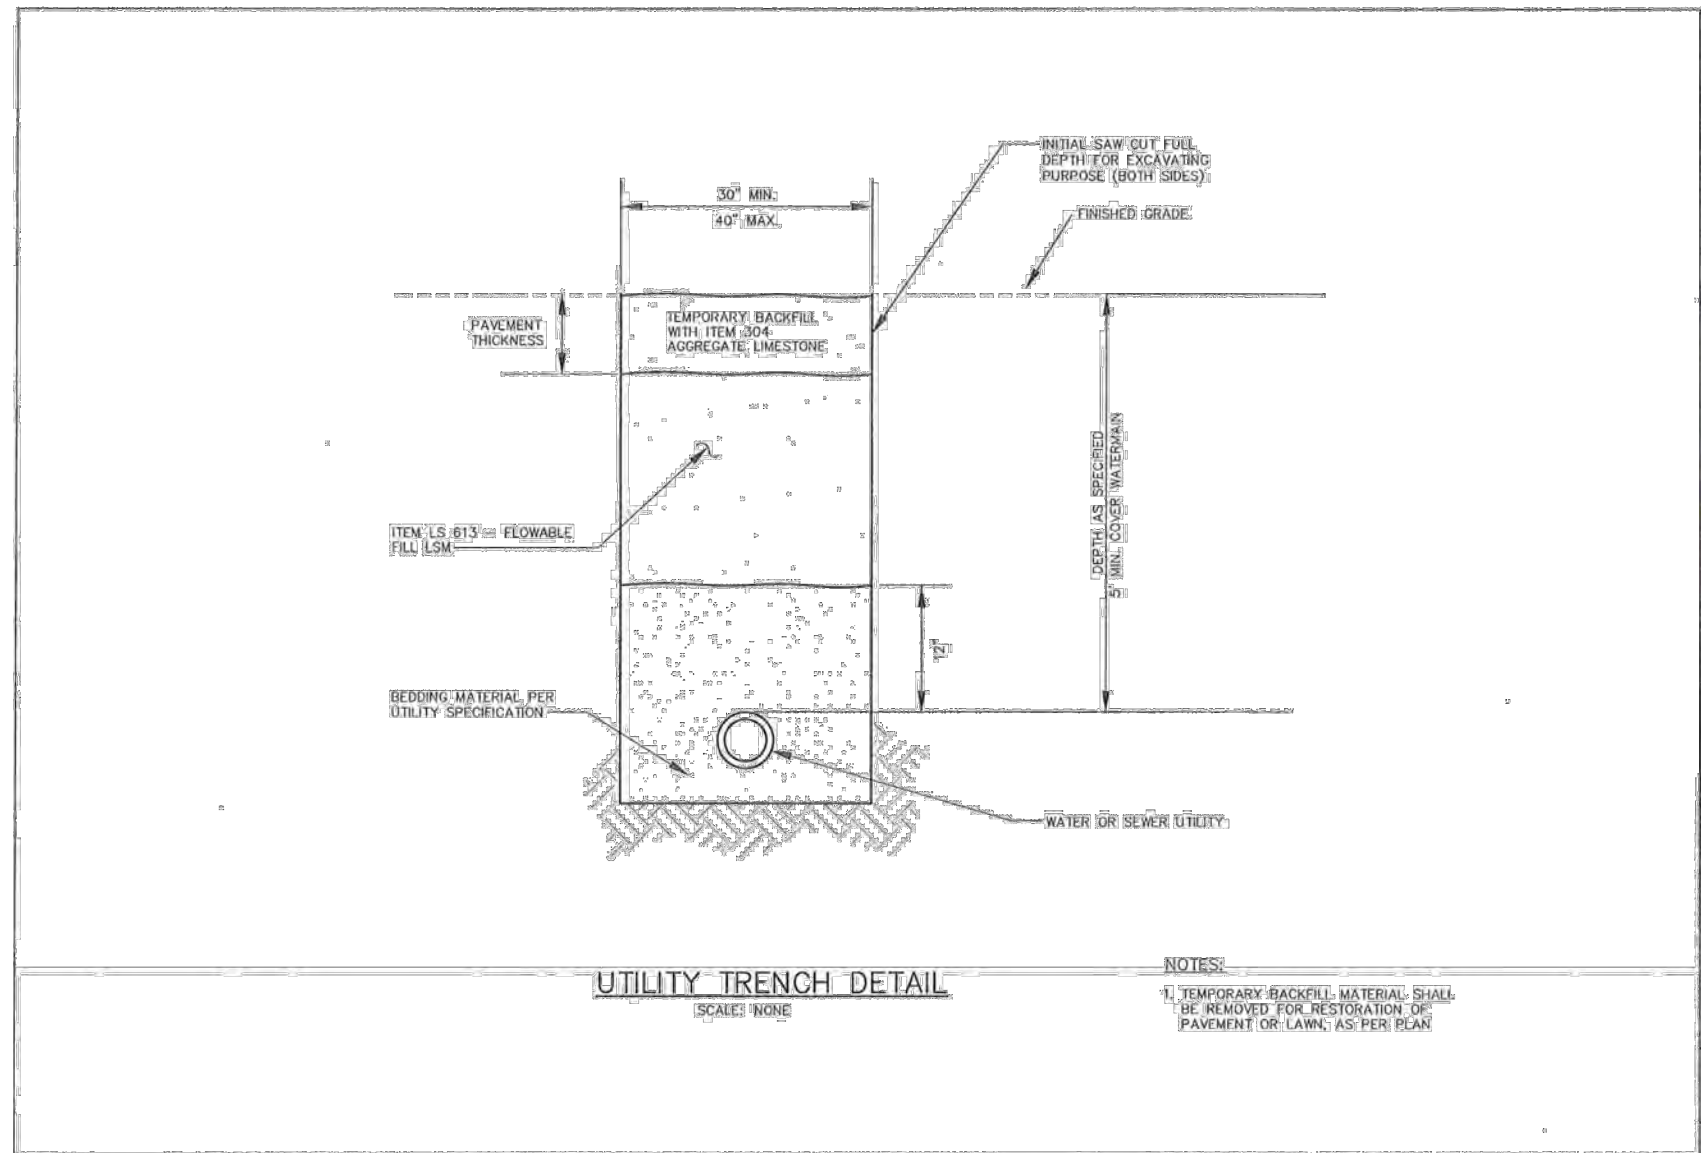 INITIAL SAW CUT FULL
DEPTH FOR EXCAVATING
PURPOSE (BOTH SIDES)
30" MIN.
40" MAX.
FINISHED GRADE
PAVEMENT
THICKNESS
TEMPORARY BACKFILL
WITH ITEM 304
AGGREGATE LIMESTONE
DEPTH AS SPECIFIED
5' MIN. COVER WATERMAIN
ITEM LS 613 - FLOWABLE
FILL LSM
12"
BEDDING MATERIAL PER
UTILITY SPECIFICATION
WATER OR SEWER UTILITY
UTILITY TRENCH DETAIL
SCALE: NONE
NOTES:
1. TEMPORARY BACKFILL MATERIAL SHALL
BE REMOVED FOR RESTORATION OF
PAVEMENT OR LAWN, AS PER PLAN